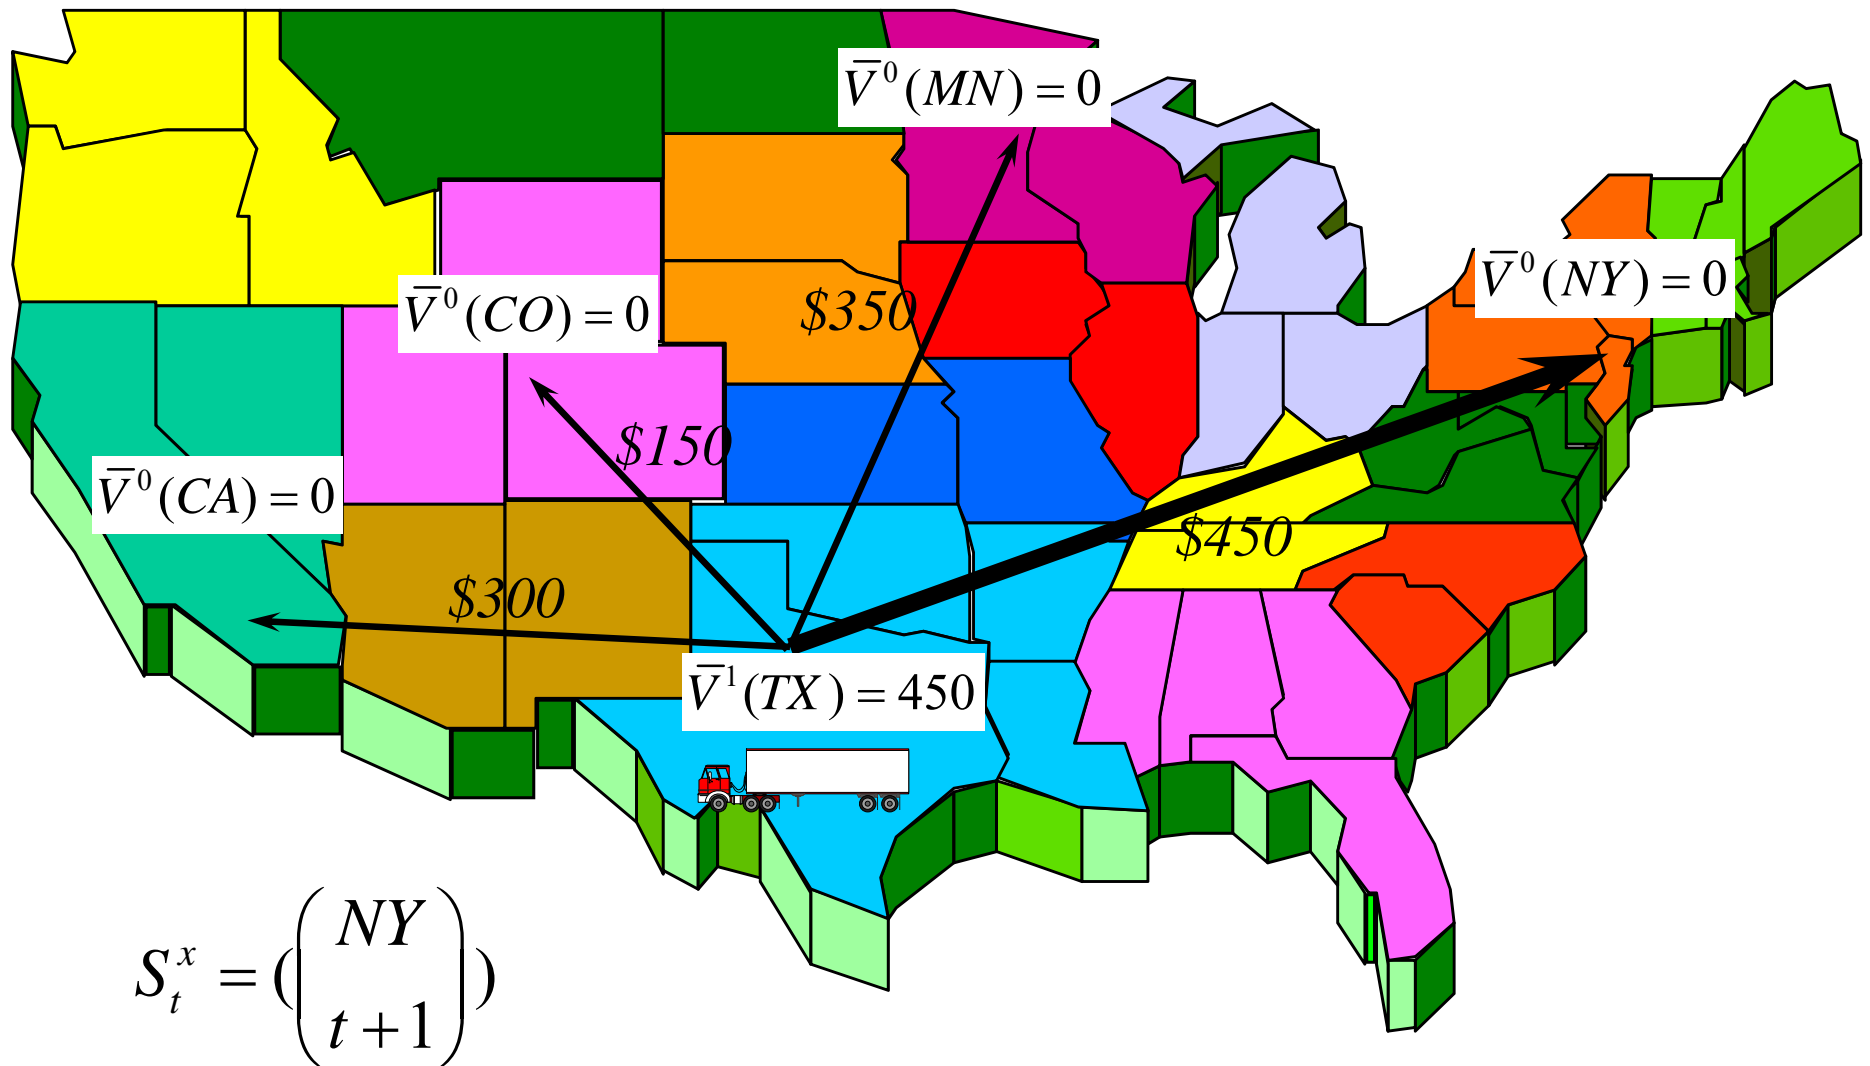 V̅⁰(MN) = 0
V̅⁰(NY) = 0
V̅⁰(CO) = 0
$350
$150
V̅⁰(CA) = 0
$450
$300
V̅¹(TX) = 450
Sₜˣ = ((NY
t + 1))